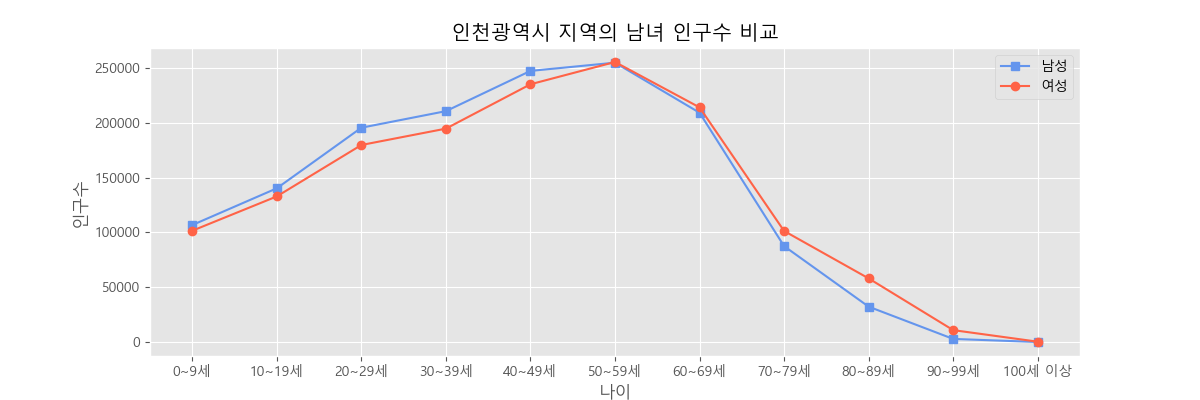 인천광역시 지역의 남녀 인구수 비교
남성
여성
인구수
250000
200000
150000
100000
50000
0
0~9세 10~19세 20~29세 30~39세 40~49세 50~59세 60~69세 70~79세 80~89세 90~99세 100세 이상
나이